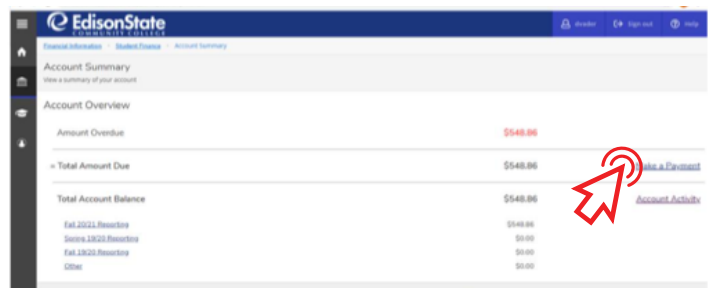 EdisonState
COMMUNITY COLLEGE
Sign out
Help
Financial Information
Student Finance
Account Summary
Account Summary
View a summary of your account
Account Overview
Amount Overdue $548.86
= Total Amount Due $548.86 Make a Payment
Total Account Balance $548.86 Account Activity
Fall 20/21 Reporting $548.86
Spring 19/20 Reporting $0.00
Fall 19/20 Reporting $0.00
Other $0.00